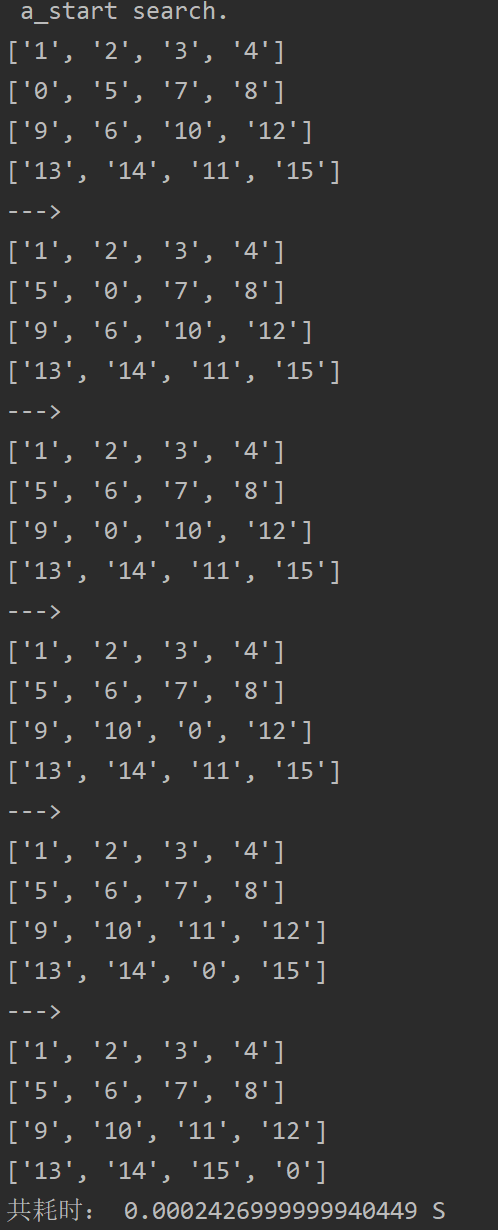 a_start search.
['1', '2', '3', '4']
['0', '5', '7', '8']
['9', '6', '10', '12']
['13', '14', '11', '15']
--->
['1', '2', '3', '4']
['5', '0', '7', '8']
['9', '6', '10', '12']
['13', '14', '11', '15']
--->
['1', '2', '3', '4']
['5', '6', '7', '8']
['9', '0', '10', '12']
['13', '14', '11', '15']
--->
['1', '2', '3', '4']
['5', '6', '7', '8']
['9', '10', '0', '12']
['13', '14', '11', '15']
--->
['1', '2', '3', '4']
['5', '6', '7', '8']
['9', '10', '11', '12']
['13', '14', '0', '15']
--->
['1', '2', '3', '4']
['5', '6', '7', '8']
['9', '10', '11', '12']
['13', '14', '15', '0']
共耗时： 0.0002426999999940449 S